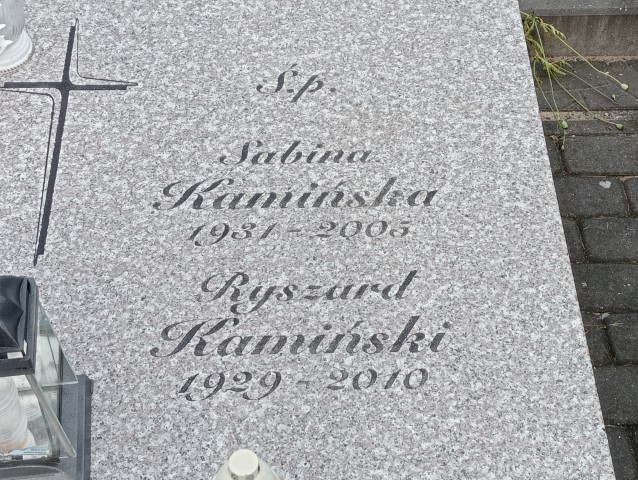 Ś.p.
Sabina
Kamińska
1931 - 2005
Ryszard
Kamiński
1929 - 2010